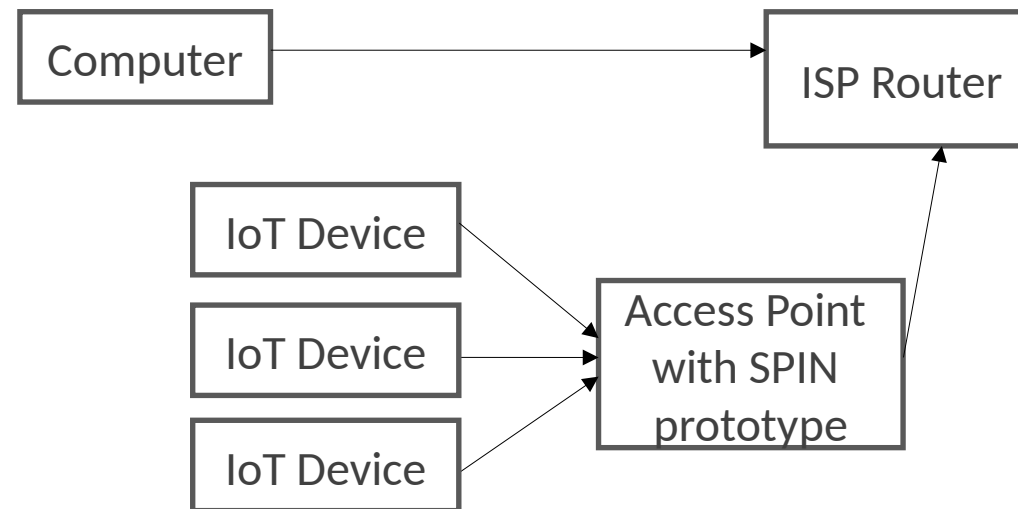 Computer
ISP Router
IoT Device
IoT Device
Access Point
with SPIN
prototype
IoT Device